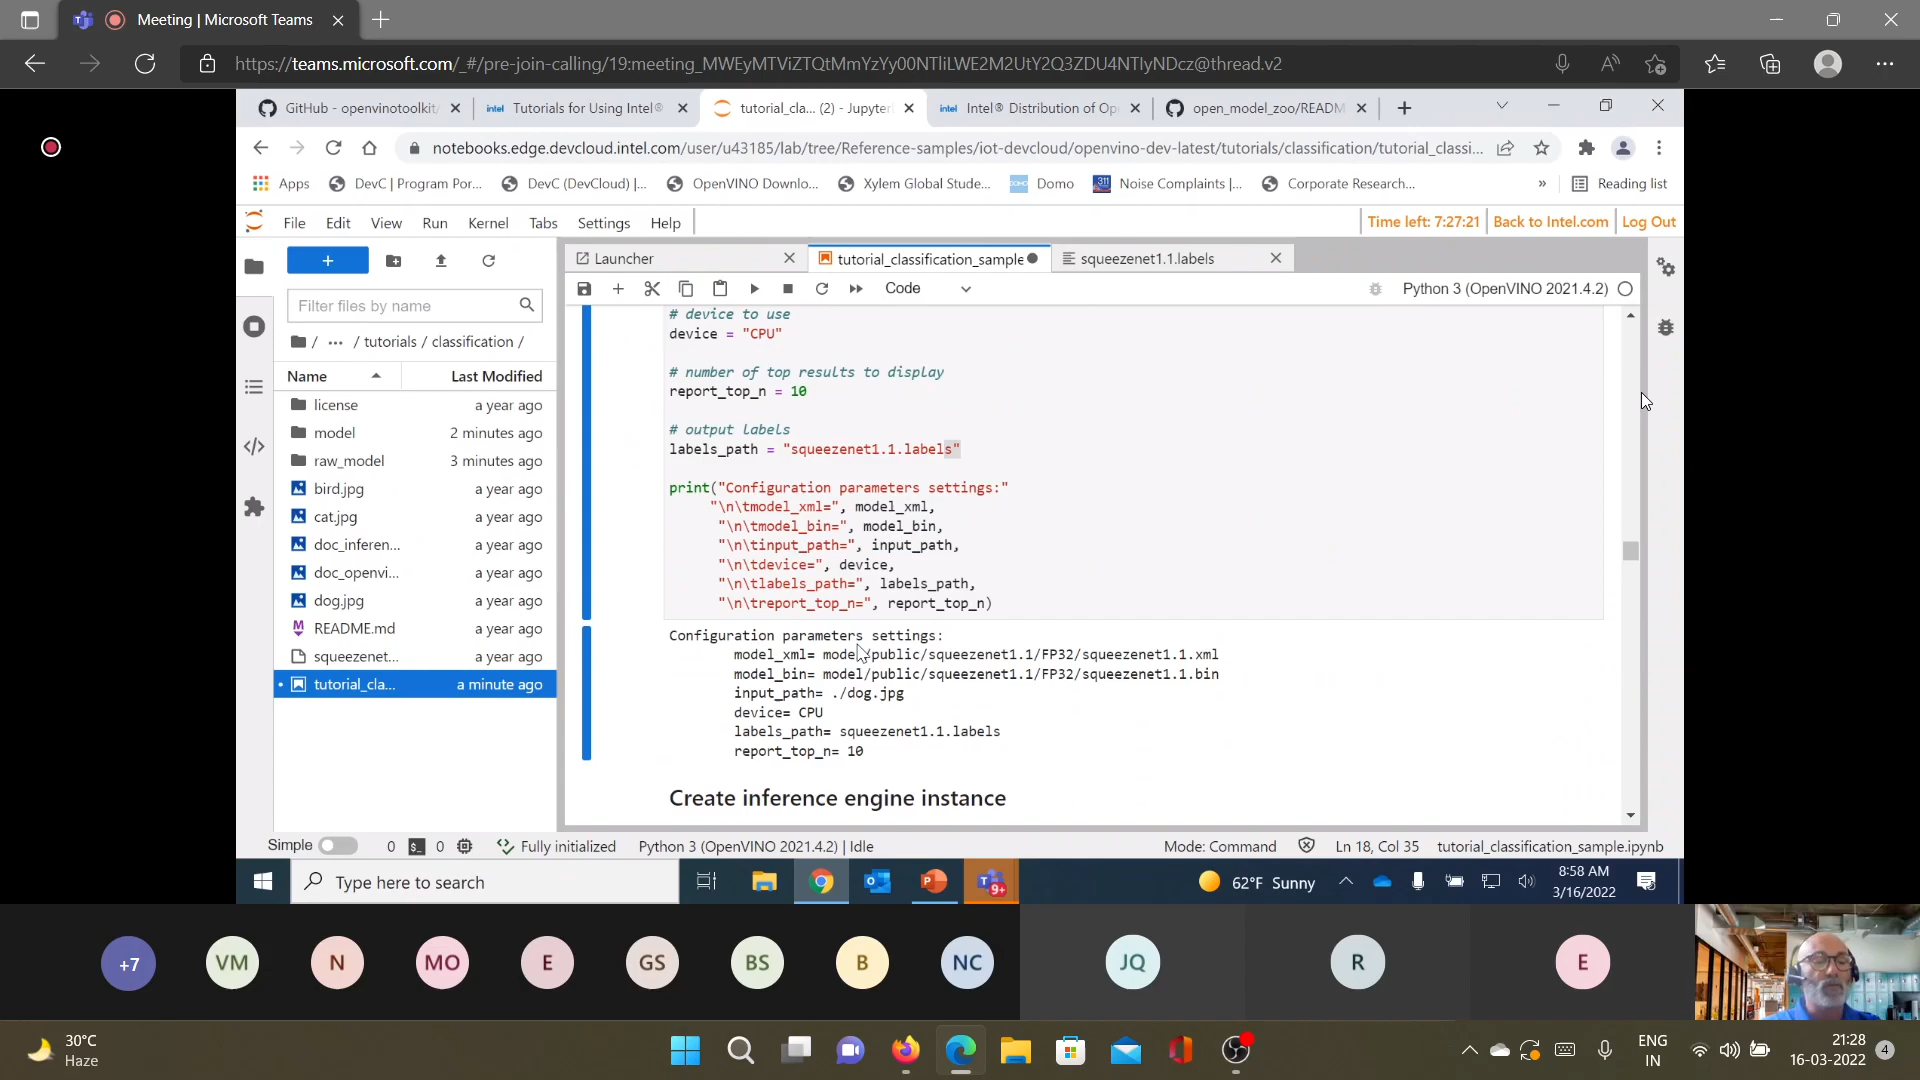 Meeting | Microsoft Teams
https://teams.microsoft.com/_#/pre-join-calling/19:meeting_MWEyMTViZTQtMmYzYy00NTliLWE2M2UtY2Q3ZDU4NTIyNDcz@thread.v2
GitHub - openvinotoolkit/
Tutorials for Using Intel®
tutorial_cla... (2) - Jupyter
Intel® Distribution of Op
open_model_zoo/READM
notebooks.edge.devcloud.intel.com/user/u43185/lab/tree/Reference-samples/iot-devcloud/openvino-dev-latest/tutorials/classification/tutorial_classi...
Apps
DevC | Program Por...
DevC (DevCloud) |...
OpenVINO Downlo...
Xylem Global Stude...
Domo
Noise Complaints |...
Corporate Research...
»
Reading list
File Edit View Run Kernel Tabs Settings Help
Time left: 7:27:21
Back to Intel.com
Log Out
Launcher
tutorial_classification_sample
squeezenet1.1.labels
Code
Python 3 (OpenVINO 2021.4.2)
Filter files by name
/ ... / tutorials / classification /
Name Last Modified
license a year ago
model 2 minutes ago
raw_model 3 minutes ago
bird.jpg a year ago
cat.jpg a year ago
doc_inferen... a year ago
doc_openvi... a year ago
dog.jpg a year ago
README.md a year ago
squeezenet... a year ago
tutorial_cla... a minute ago
# device to use
device = "CPU"
# number of top results to display
report_top_n = 10
# output labels
labels_path = "squeezenet1.1.labels"
print("Configuration parameters settings:"
"\n\tmodel_xml=", model_xml,
"\n\tmodel_bin=", model_bin,
"\n\tinput_path=", input_path,
"\n\tdevice=", device,
"\n\tlabels_path=", labels_path,
"\n\treport_top_n=", report_top_n)
Configuration parameters settings:
model_xml= model/public/squeezenet1.1/FP32/squeezenet1.1.xml
model_bin= model/public/squeezenet1.1/FP32/squeezenet1.1.bin
input_path= ./dog.jpg
device= CPU
labels_path= squeezenet1.1.labels
report_top_n= 10
Create inference engine instance
Simple
0
0
Fully initialized
Python 3 (OpenVINO 2021.4.2) | Idle
Mode: Command
Ln 18, Col 35
tutorial_classification_sample.ipynb
Type here to search
9+
62°F Sunny
8:58 AM
3/16/2022
+7
VM
N
MO
E
GS
BS
B
NC
JQ
R
E
30°C
Haze
ENG
IN
21:28
16-03-2022
4